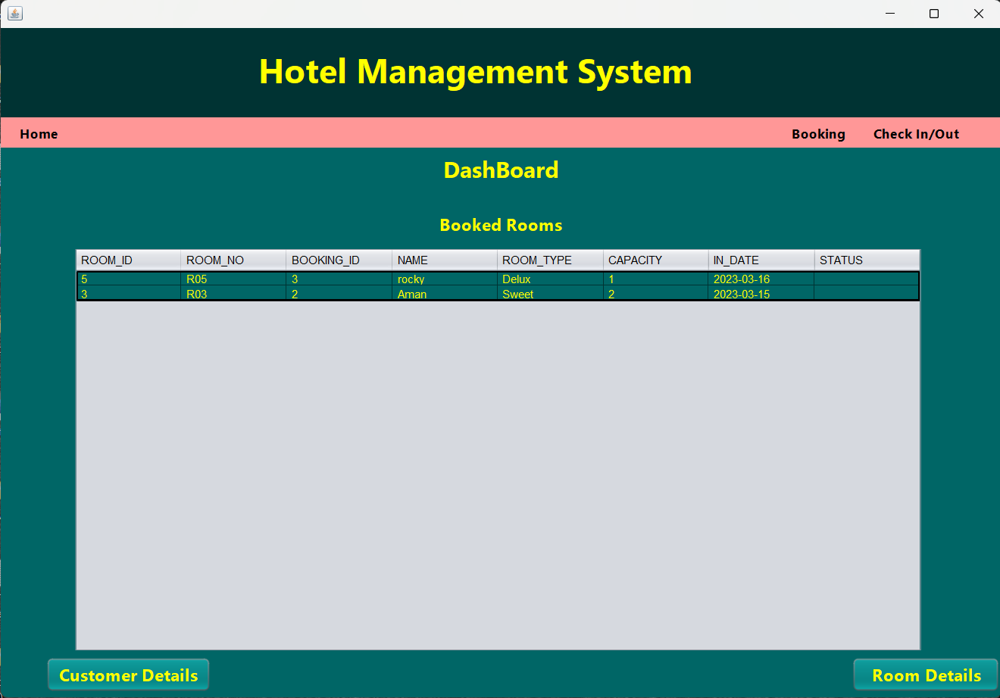 Hotel Management System
Home Booking Check In/Out
DashBoard
Booked Rooms
ROOM_ID ROOM_NO BOOKING_ID NAME ROOM_TYPE CAPACITY IN_DATE STATUS
5 R05 3 rocky Delux 1 2023-03-16
3 R03 2 Aman Sweet 2 2023-03-15
Customer Details Room Details